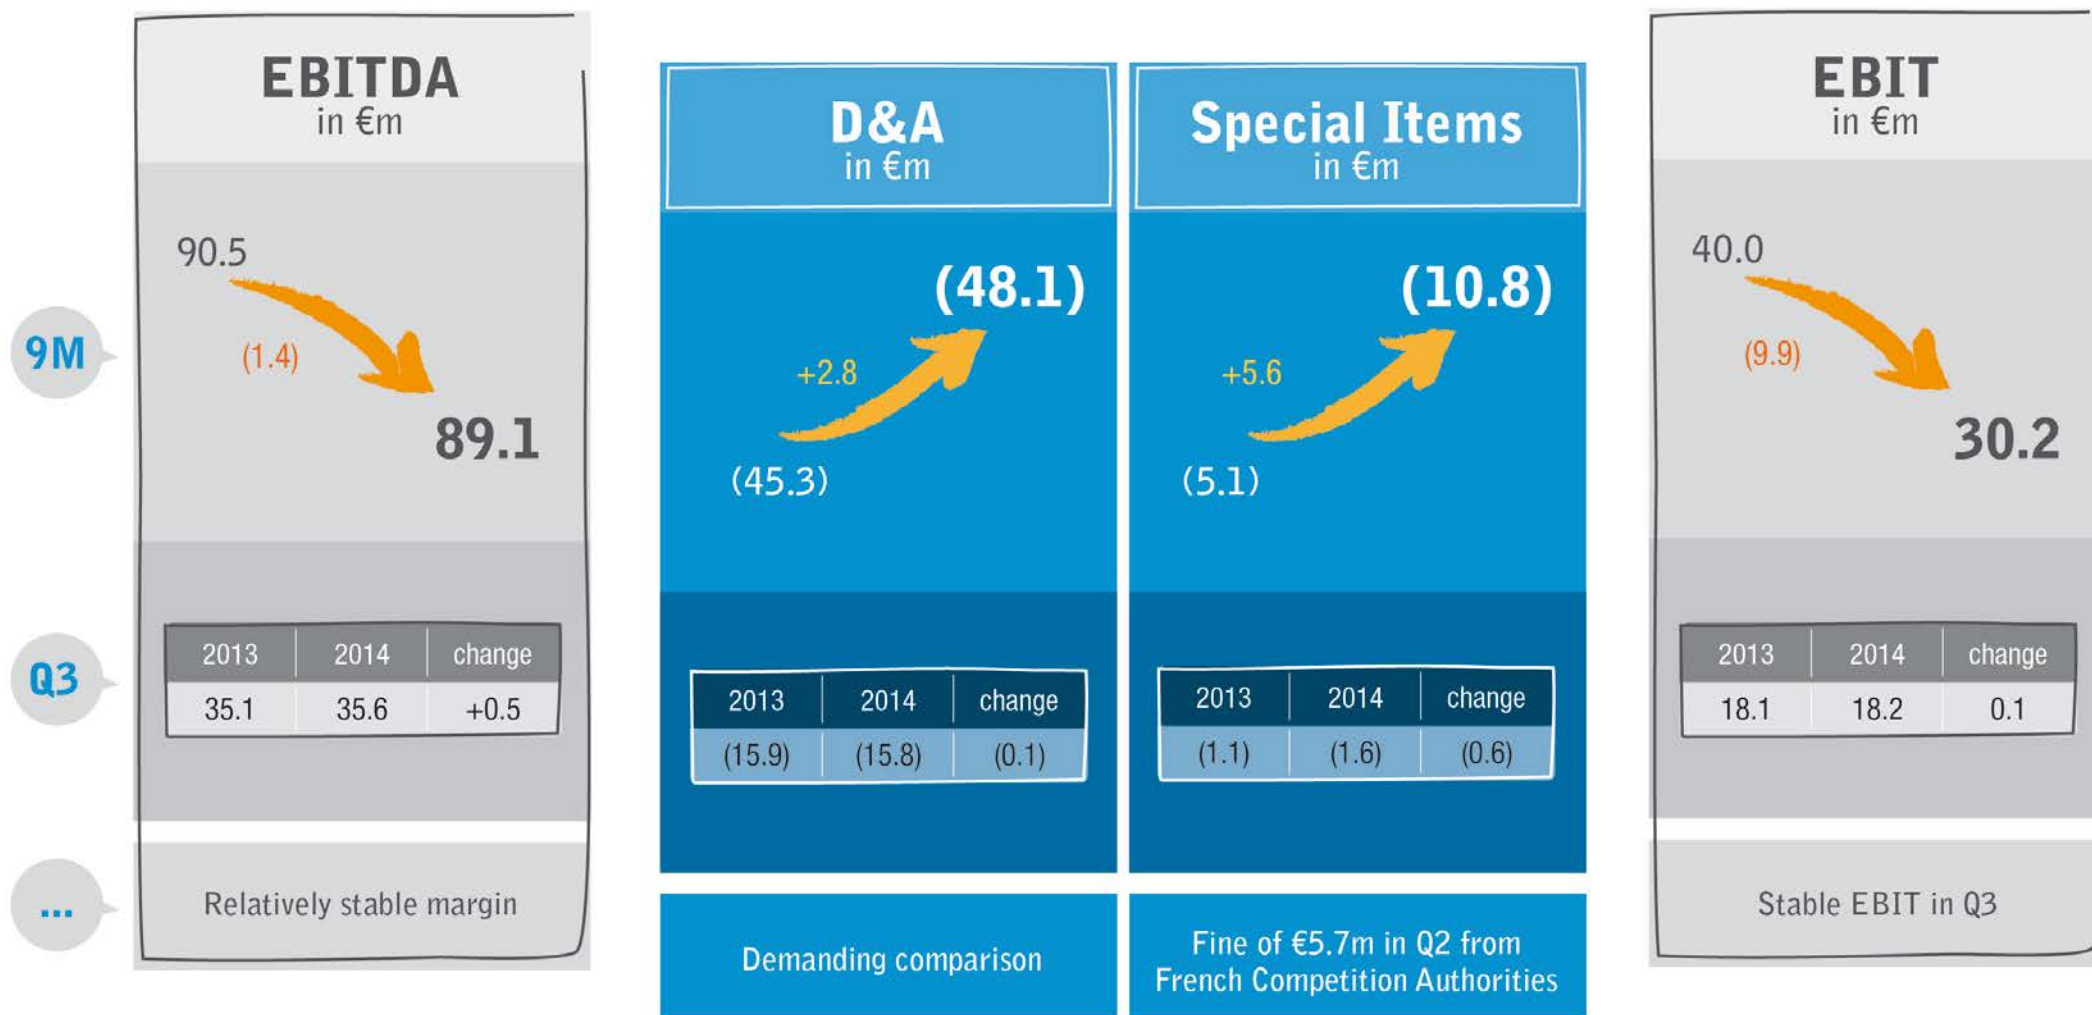 EBITDA
in €m
90.5
(1.4)
89.1
2013 2014 change
35.1 35.6 +0.5
Relatively stable margin
D&A
in €m
(48.1)
+2.8
(45.3)
2013 2014 change
(15.9) (15.8) (0.1)
Demanding comparison
Special Items
in €m
(10.8)
+5.6
(5.1)
2013 2014 change
(1.1) (1.6) (0.6)
Fine of €5.7m in Q2 from
French Competition Authorities
EBIT
in €m
40.0
(9.9)
30.2
2013 2014 change
18.1 18.2 0.1
Stable EBIT in Q3
9M
Q3
...